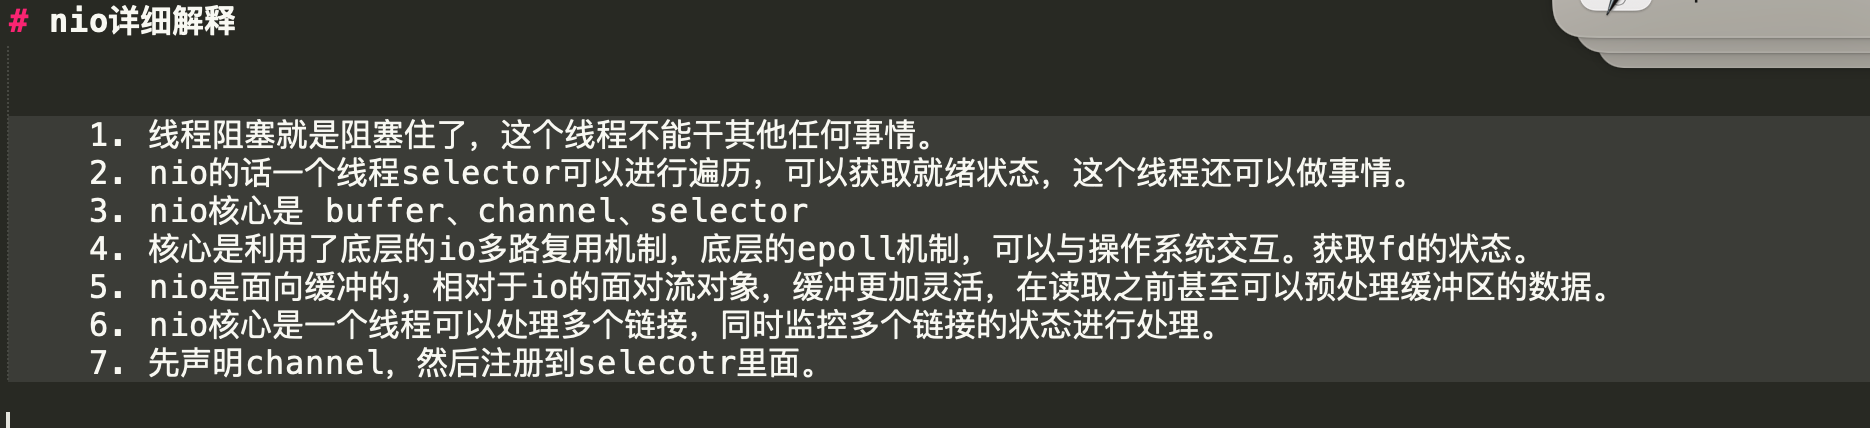 # nio详细解释
1. 线程阻塞就是阻塞住了，这个线程不能干其他任何事情。
2. nio的话一个线程selector可以进行遍历，可以获取就绪状态，这个线程还可以做事情。
3. nio核心是 buffer、channel、selector
4. 核心是利用了底层的io多路复用机制，底层的epoll机制，可以与操作系统交互。获取fd的状态。
5. nio是面向缓冲的，相对于io的面对流对象，缓冲更加灵活，在读取之前甚至可以预处理缓冲区的数据。
6. nio核心是一个线程可以处理多个链接，同时监控多个链接的状态进行处理。
7. 先声明channel，然后注册到selecotr里面。